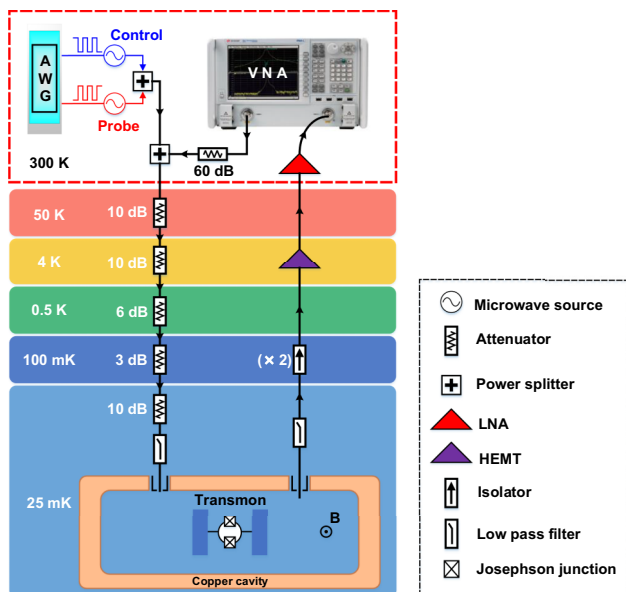 Control
A
W
G
VNA
Probe
300 K
60 dB
50 K
10 dB
4 K
10 dB
0.5 K
6 dB
100 mK
3 dB
(× 2)
10 dB
25 mK
Transmon
B
Copper cavity
Microwave source
Attenuator
Power splitter
LNA
HEMT
Isolator
Low pass filter
Josephson junction